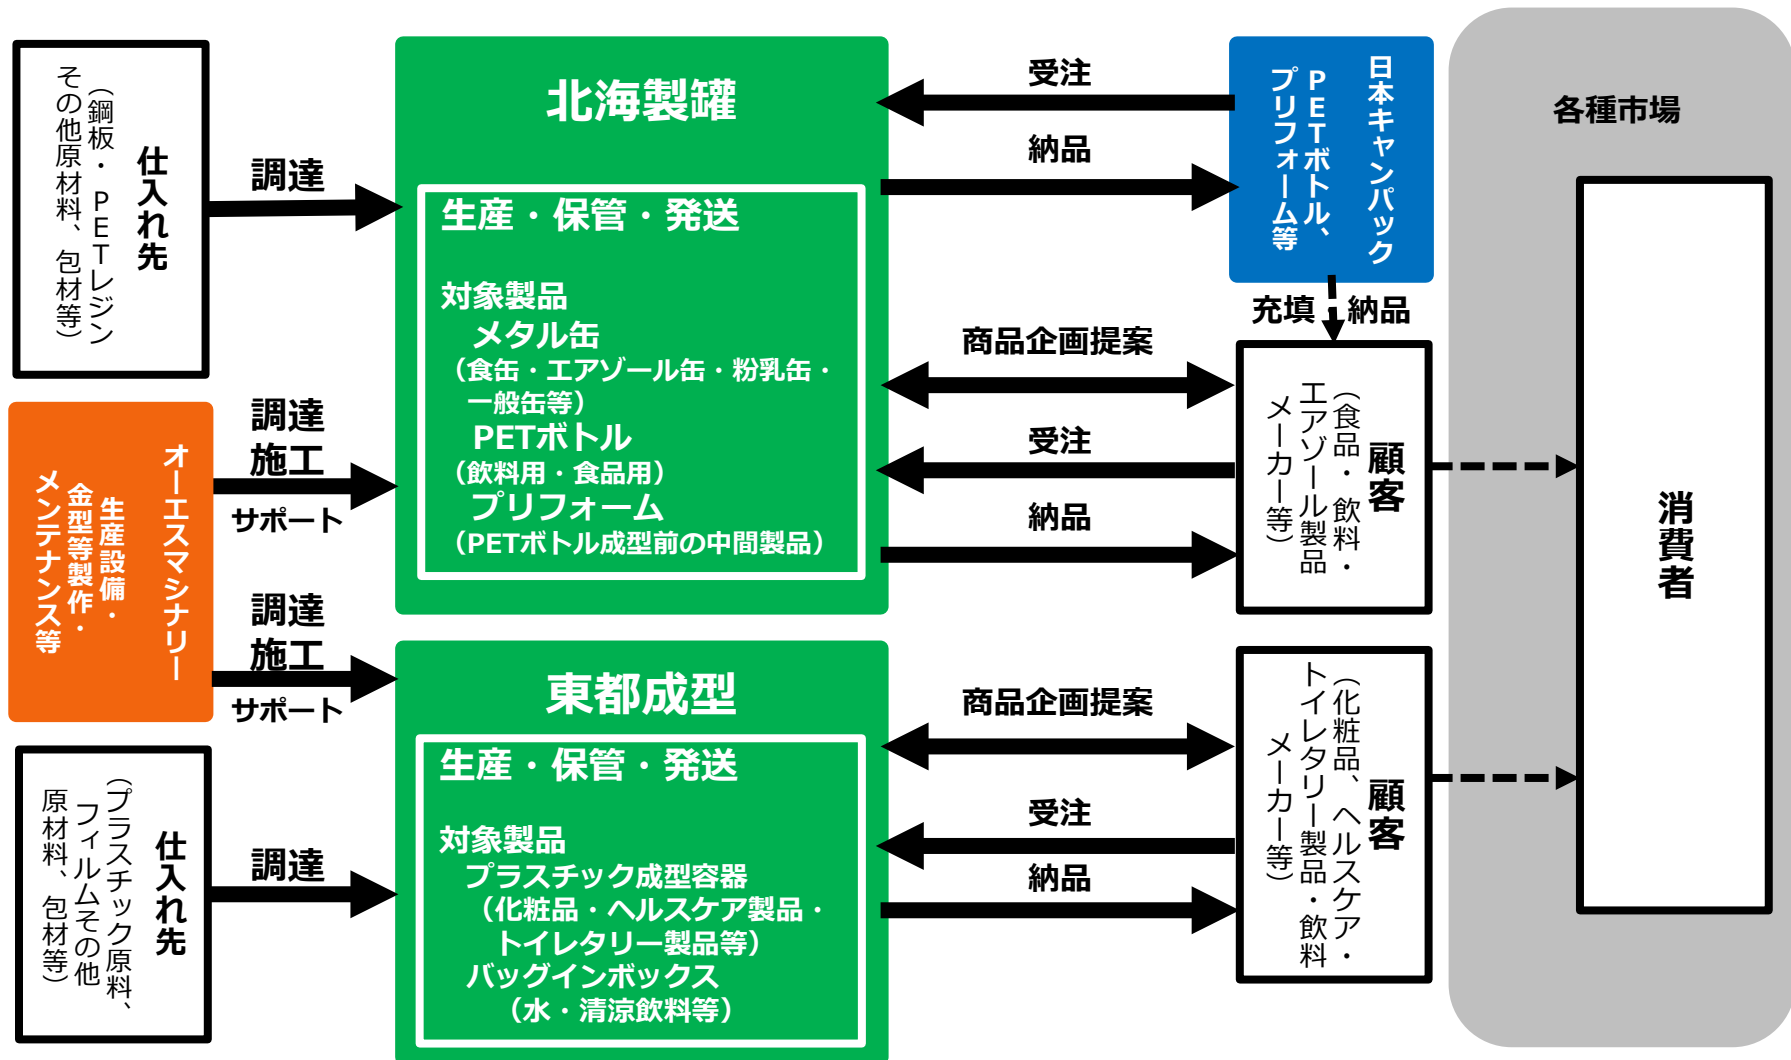 仕入れ先
（鋼板・PETレジン
その他原材料、包材等）
調達
オーエスマシナリー
生産設備・
金型等製作・
メンテナンス等
調達
施工
サポート
調達
施工
サポート
仕入れ先
（プラスチック原料、
フィルムその他
原材料、包材等）
調達
北海製罐
生産・保管・発送
対象製品
メタル缶
（食缶・エアゾール缶・粉乳缶・
一般缶等）
PETボトル
（飲料用・食品用）
プリフォーム
（PETボトル成型前の中間製品）
東都成型
生産・保管・発送
対象製品
プラスチック成型容器
（化粧品・ヘルスケア製品・
トイレタリー製品等）
バッグインボックス
（水・清涼飲料等）
受注
納品
商品企画提案
受注
納品
商品企画提案
受注
納品
日本キャンパック
PETボトル、
プリフォーム等
充填
納品
顧客
（食品・飲料・
エアゾール製品
メーカー等）
顧客
（化粧品、ヘルスケア・
トイレタリー製品・飲料
メーカー等）
各種市場
消費者